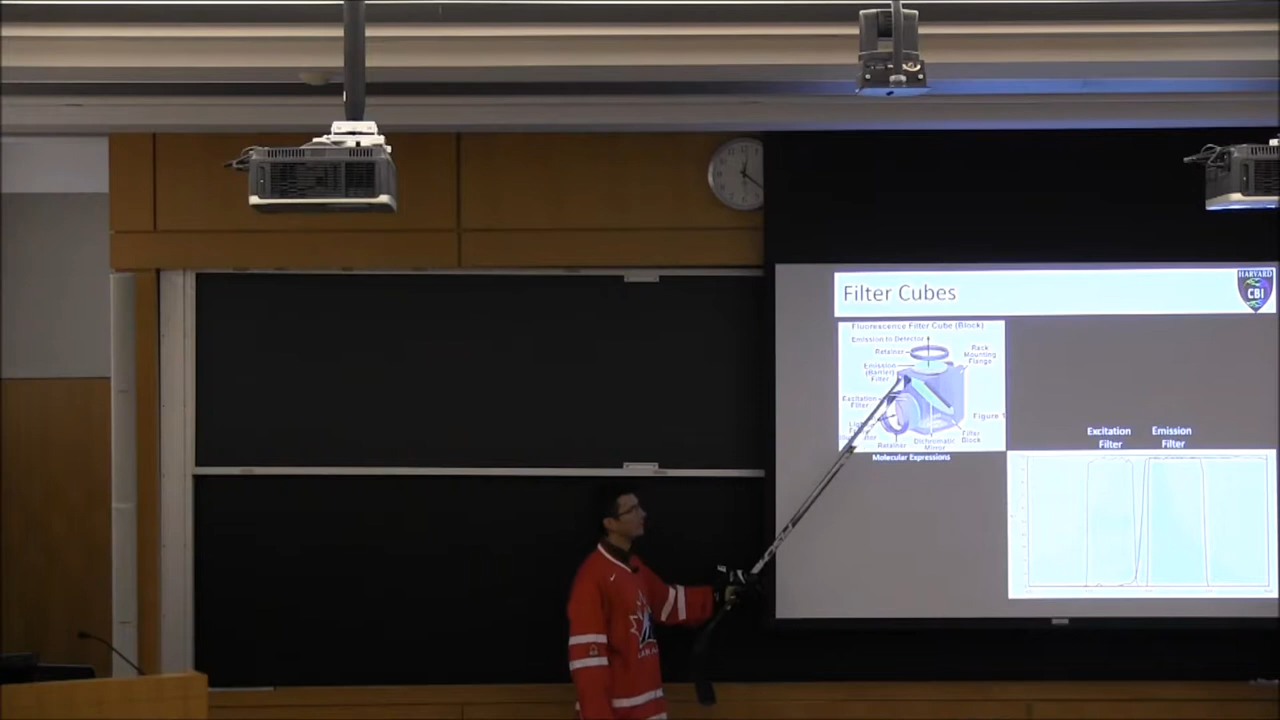 HARVARD
CBI
Filter Cubes
Fluorescence Filter Cube (Block)
Emission to Detector
Retainer
Rack
Mounting
Flange
Emission
(Barrier)
Filter
Excitation
Filter
Figure 1
Retainer
Dichromatic
Mirror
Filter
Block
Molecular Expressions
Excitation
Filter
Emission
Filter